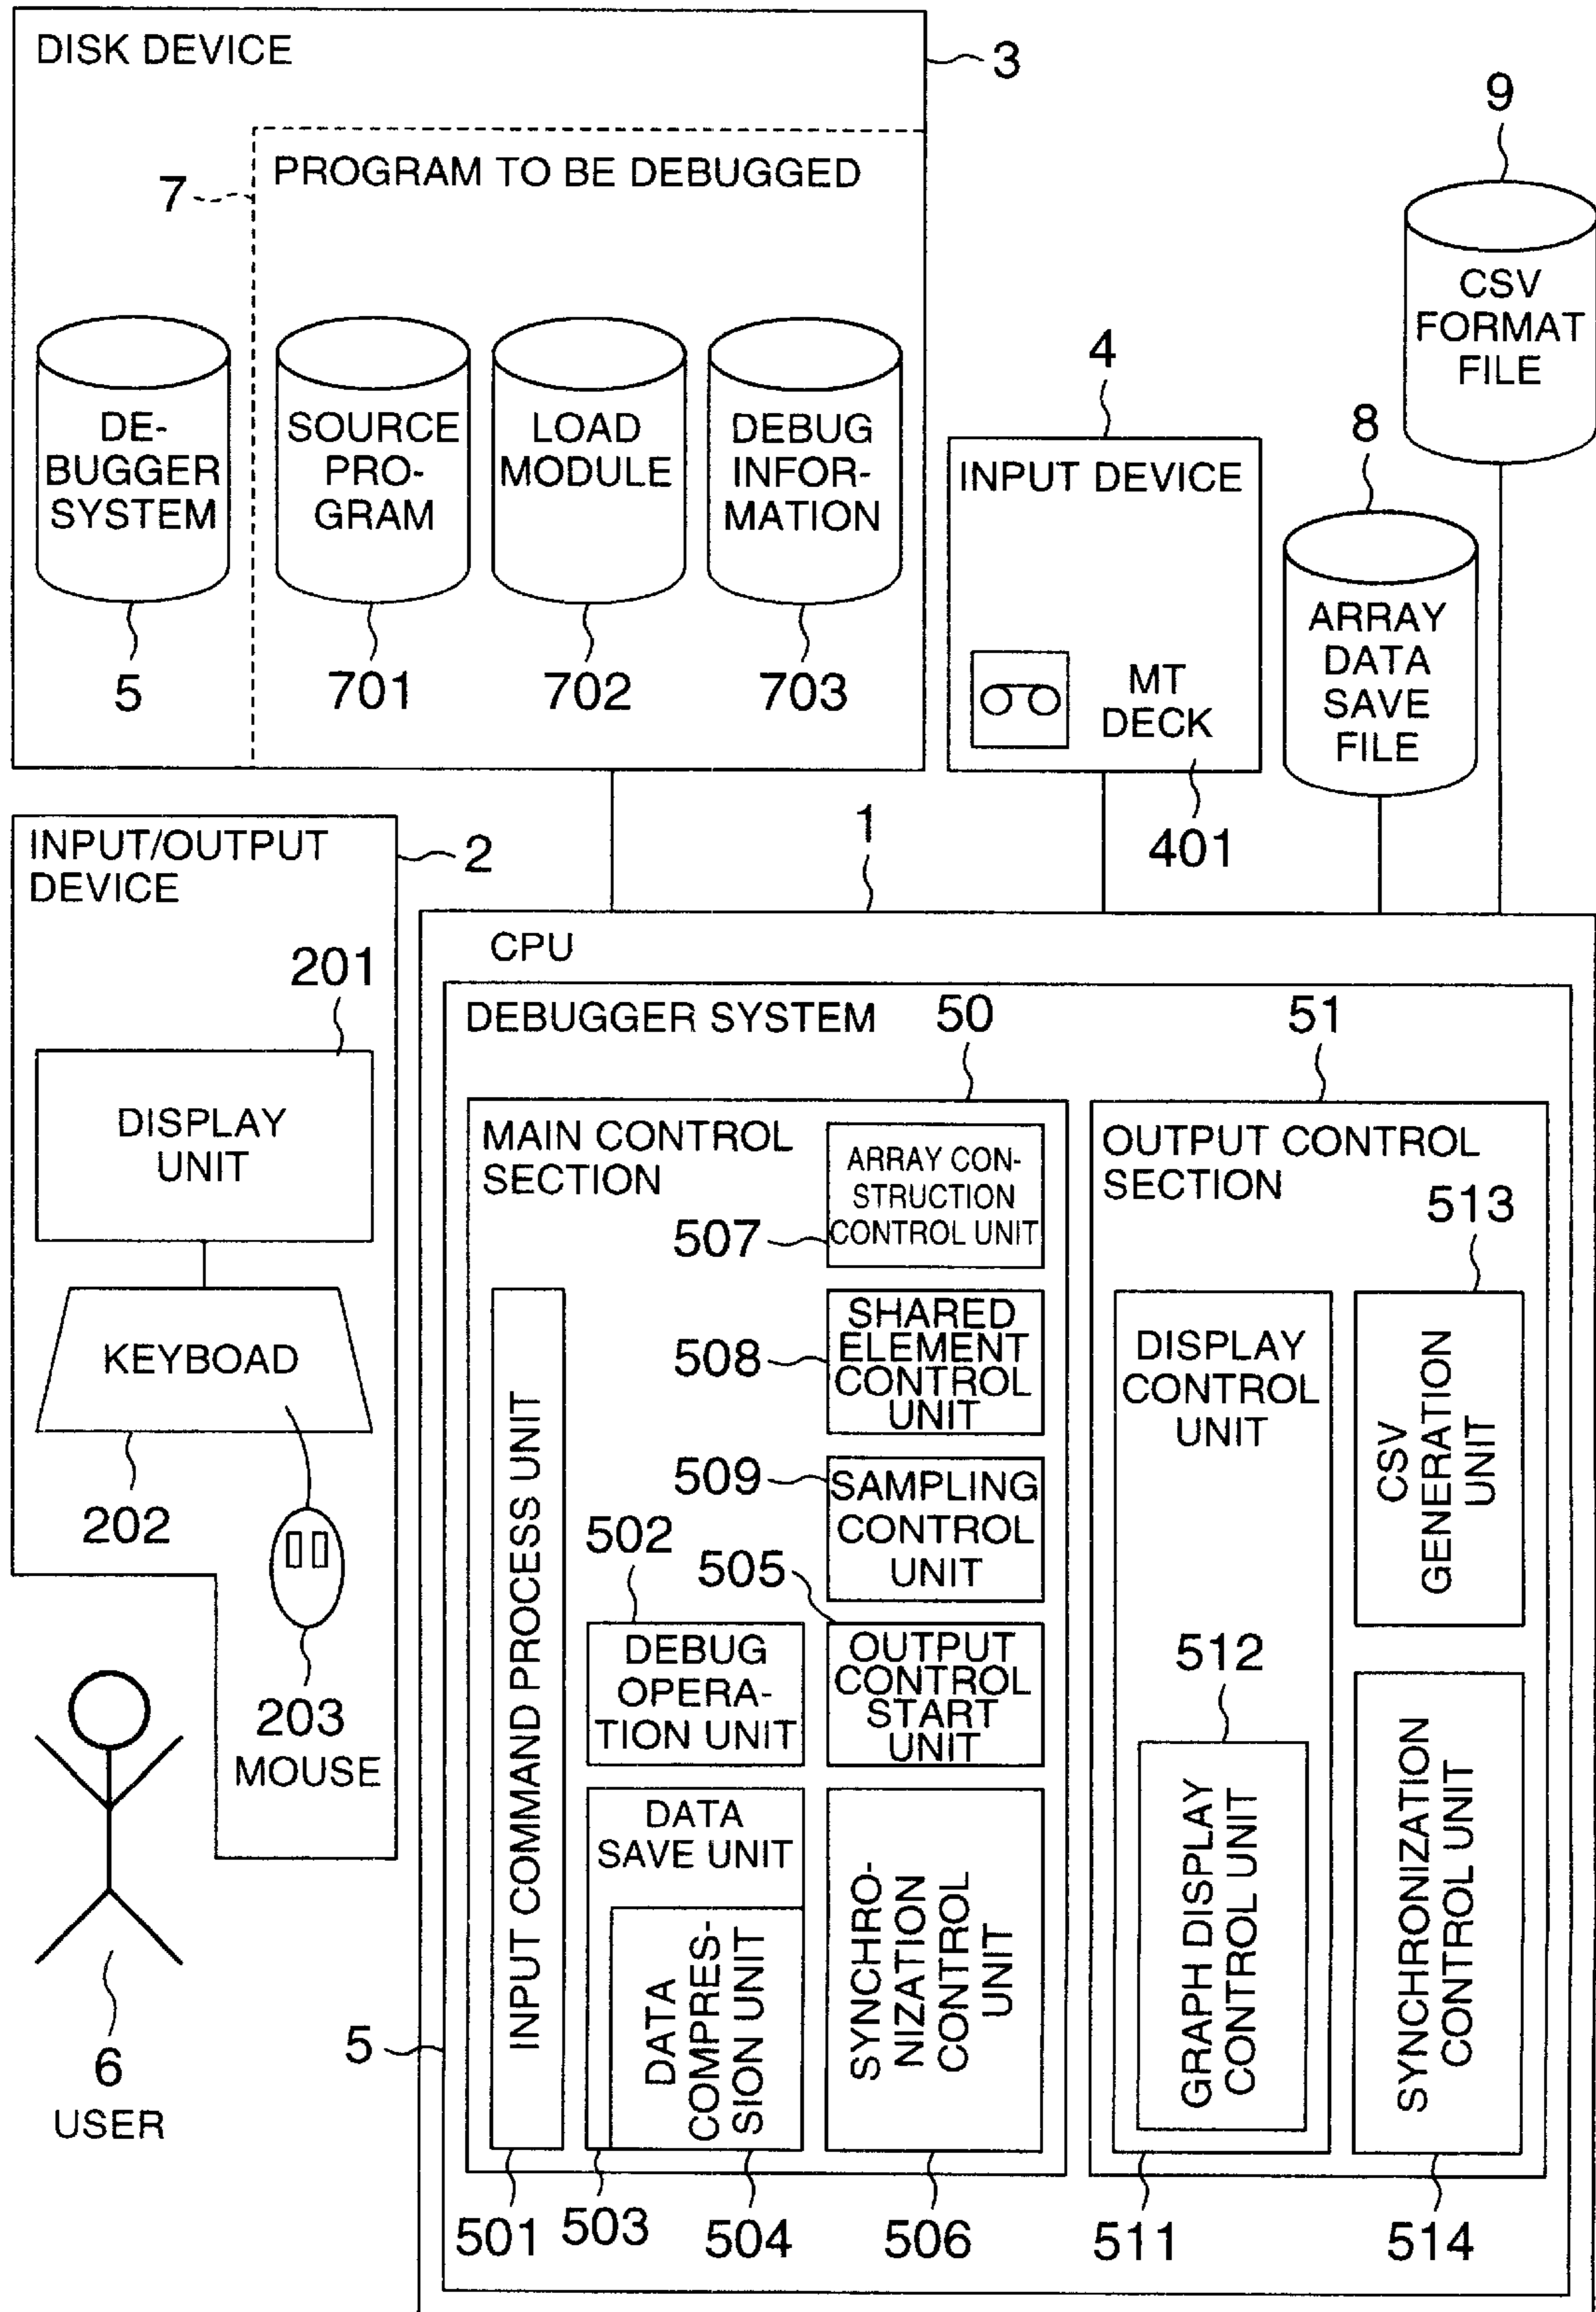 DISK DEVICE
3
7
PROGRAM TO BE DEBUGGED
DE-
BUGGER
SYSTEM
5
SOURCE
PRO-
GRAM
701
LOAD
MODULE
702
DEBUG
INFOR-
MATION
703
4
INPUT DEVICE
MT
DECK
401
8
ARRAY
DATA
SAVE
FILE
9
CSV
FORMAT
FILE
INPUT/OUTPUT
DEVICE
2
201
DISPLAY
UNIT
KEYBOAD
202
203
MOUSE
6
USER
1
CPU
DEBUGGER SYSTEM
5
50
MAIN CONTROL
SECTION
INPUT COMMAND PROCESS UNIT
501
502
DEBUG
OPERA-
TION UNIT
DATA
SAVE UNIT
503
DATA
COMPRES-
SION UNIT
504
ARRAY CON-
STRUCTION
CONTROL UNIT
507
SHARED
ELEMENT
CONTROL
UNIT
508
509
SAMPLING
CONTROL
UNIT
505
OUTPUT
CONTROL
START
UNIT
SYNCHRO-
NIZATION
CONTROL
UNIT
506
51
OUTPUT CONTROL
SECTION
DISPLAY
CONTROL
UNIT
511
512
GRAPH DISPLAY
CONTROL UNIT
513
CSV
GENERATION
UNIT
SYNCHRONIZATION
CONTROL UNIT
514